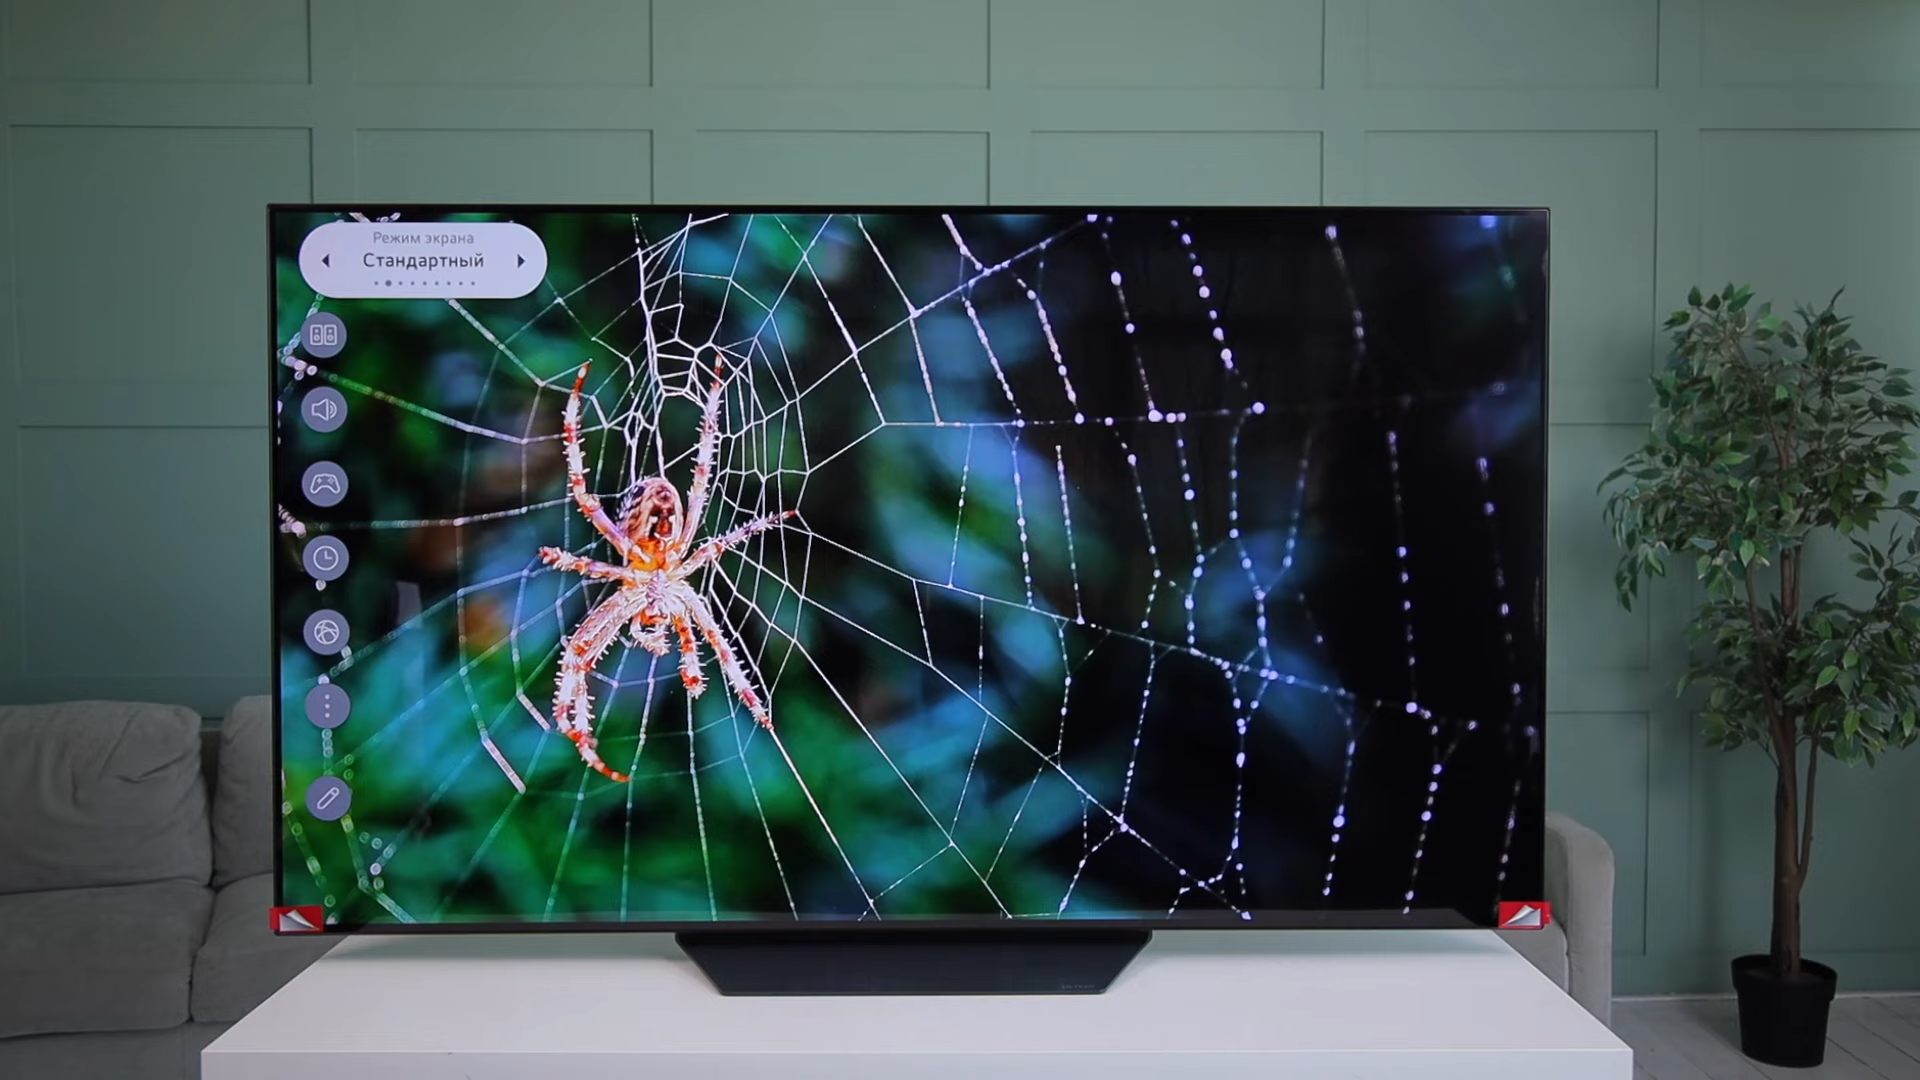 Режим экрана
Стандартный